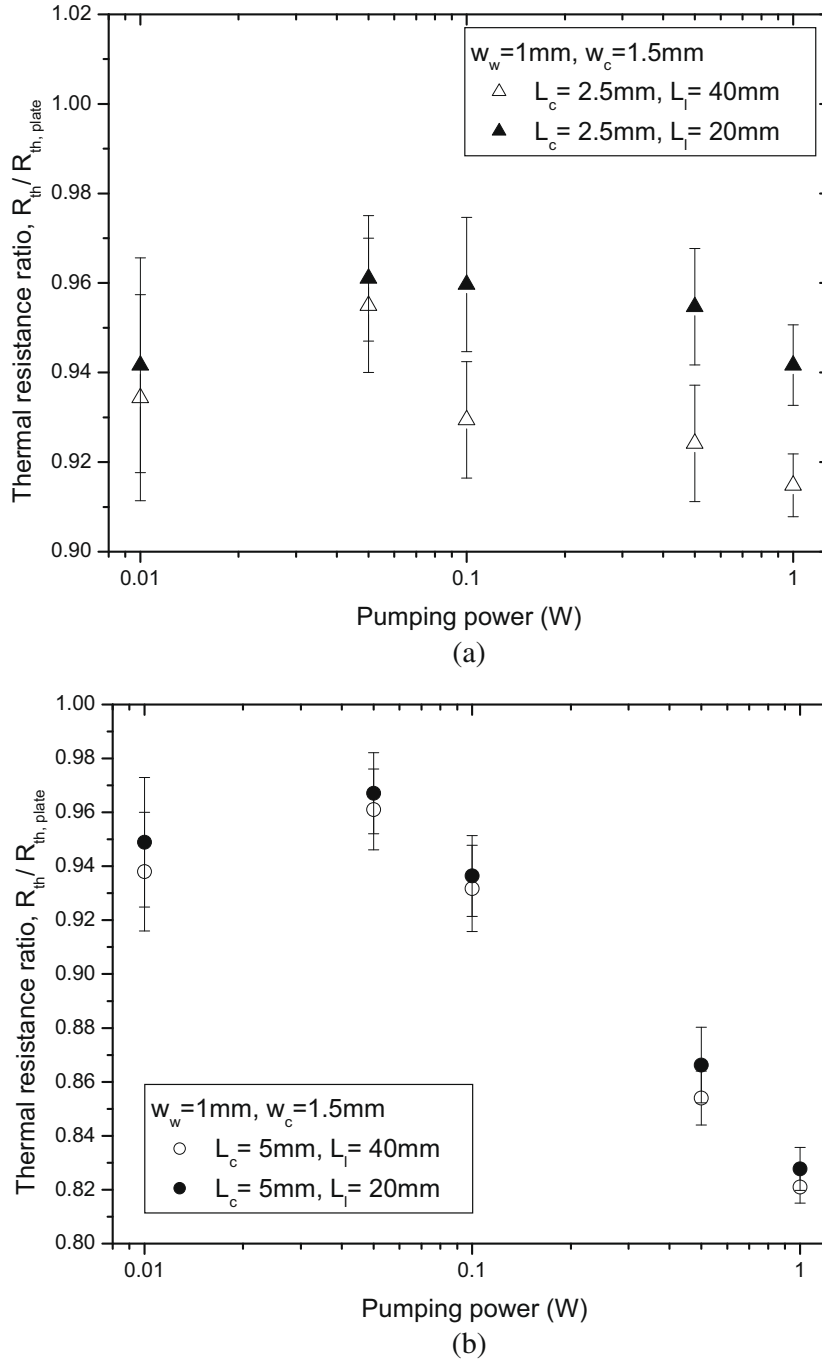 1.02
w_w=1mm, w_c=1.5mm
L_c= 2.5mm, L_l= 40mm
L_c= 2.5mm, L_l= 20mm
1.00
0.98
0.96
0.94
0.92
0.90
Thermal resistance ratio, R_th/ R_th, plate
0.01 0.1 1
Pumping power (W)
(a)
1.00
0.98
0.96
0.94
0.92
0.90
0.88
0.86
0.84
0.82
0.80
Thermal resistance ratio, R_th/ R_th, plate
w_w=1mm, w_c=1.5mm
L_c= 5mm, L_l= 40mm
L_c= 5mm, L_l= 20mm
0.01 0.1 1
Pumping power (W)
(b)